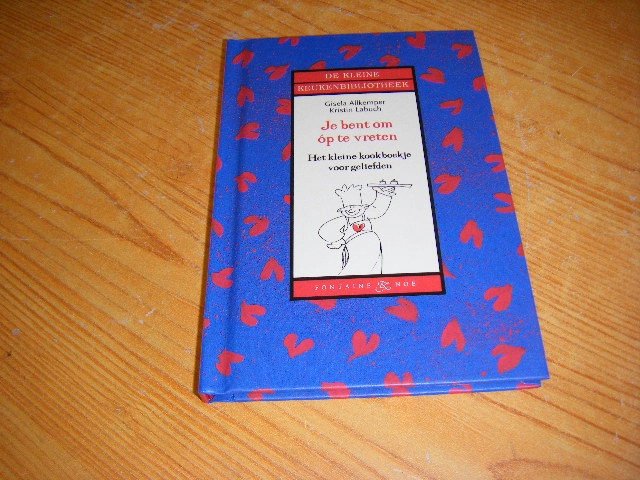 DE KLEINE
KEUKENBIBLIOTHEEK
Gisela Allkemper
Kristin Labuch
Je bent om
óp te vreten
Het kleine kookboekje
voor geliefden
FONTAINE & NOË